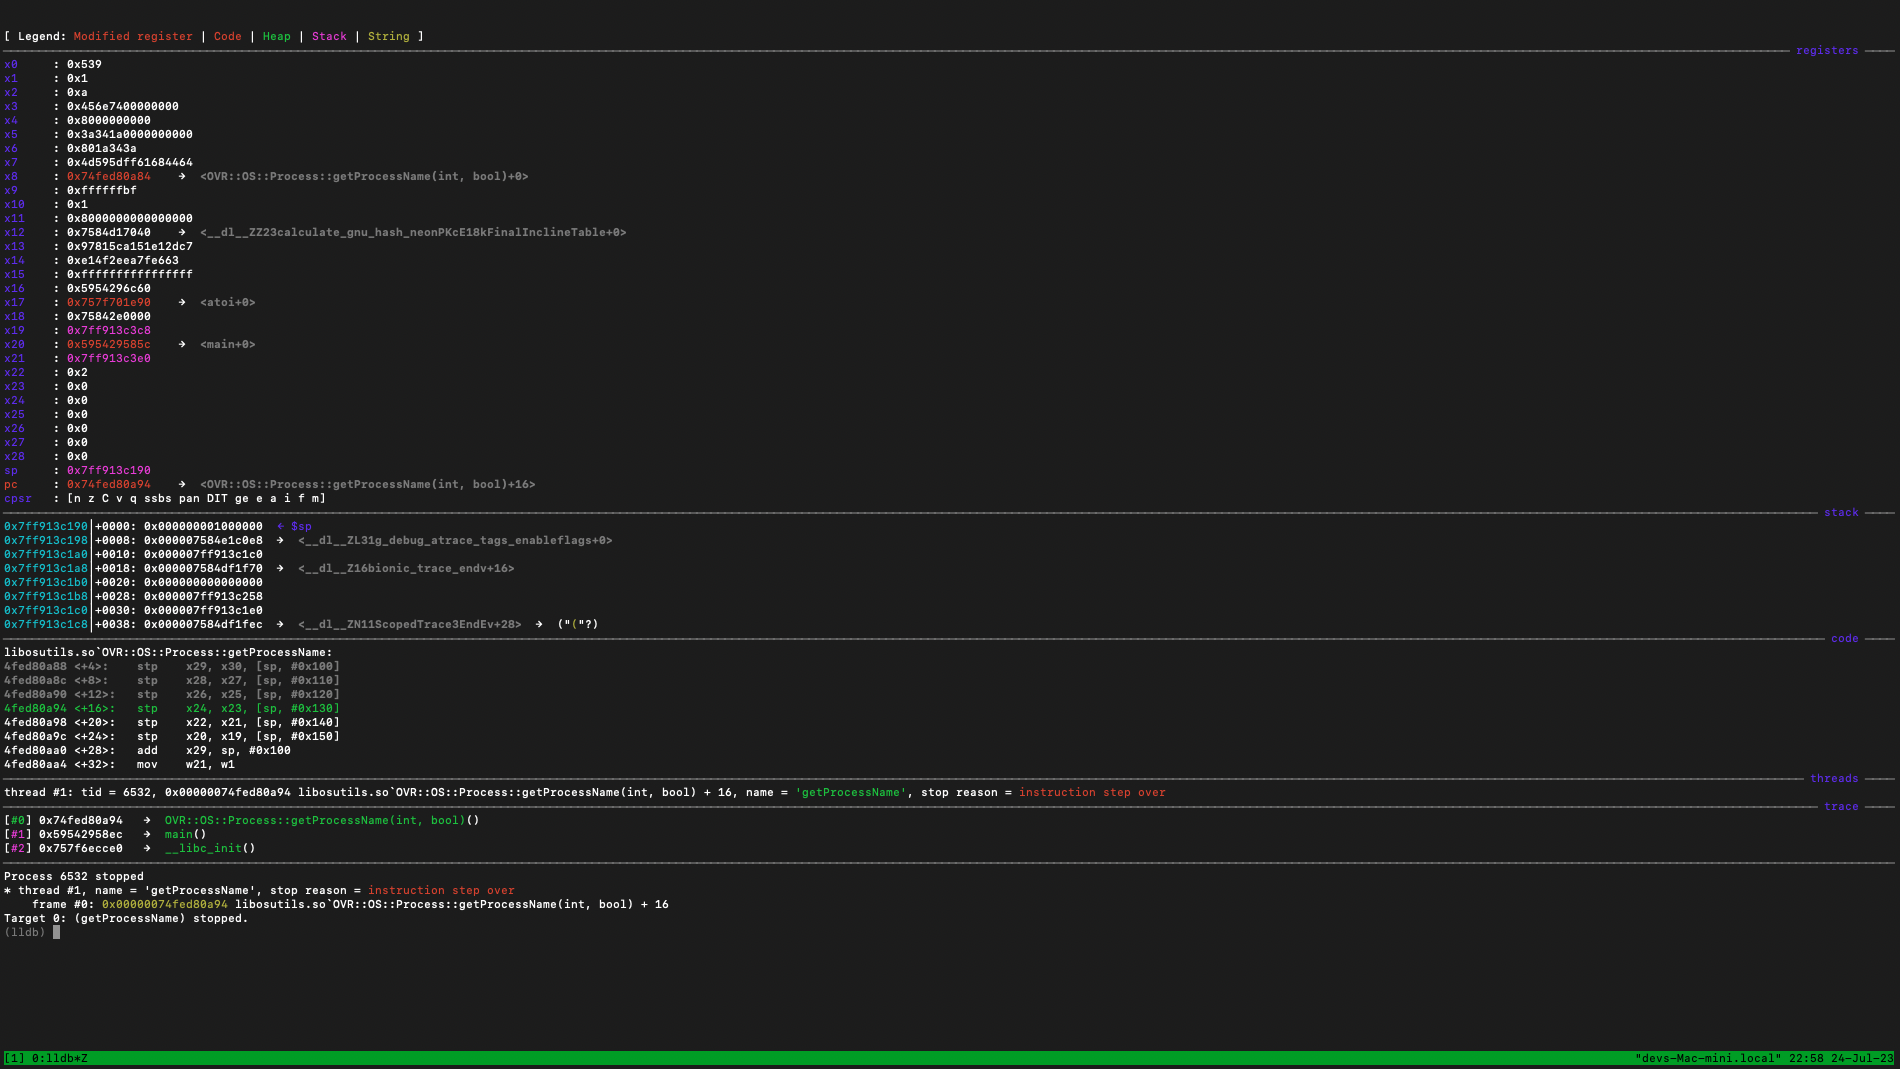 [ Legend: Modified register | Code | Heap | Stack | String ]
registers
x0 : 0x539
x1 : 0x1
x2 : 0xa
x3 : 0x456e7400000000
x4 : 0x8000000000
x5 : 0x3a341a0000000000
x6 : 0x801a343a
x7 : 0x4d595dff61684464
x8 : 0x74fed80a84 → <OVR::OS::Process::getProcessName(int, bool)+0>
x9 : 0xffffffbf
x10 : 0x1
x11 : 0x8000000000000000
x12 : 0x7584d17040 → <__dl__ZZ23calculate_gnu_hash_neonPKcE18kFinalInclineTable+0>
x13 : 0x97815ca151e12dc7
x14 : 0xe14f2eea7fe663
x15 : 0xffffffffffffffff
x16 : 0x5954296c60
x17 : 0x757f701e90 → <atoi+0>
x18 : 0x75842e0000
x19 : 0x7ff913c3c8
x20 : 0x595429585c → <main+0>
x21 : 0x7ff913c3e0
x22 : 0x2
x23 : 0x0
x24 : 0x0
x25 : 0x0
x26 : 0x0
x27 : 0x0
x28 : 0x0
sp : 0x7ff913c190
pc : 0x74fed80a94 → <OVR::OS::Process::getProcessName(int, bool)+16>
cpsr : [n z C v q ssbs pan DIT ge e a i f m]
stack
0x7ff913c190|+0000: 0x000000001000000 ← $sp
0x7ff913c198|+0008: 0x000007584e1c0e8 → <__dl__ZL31g_debug_atrace_tags_enableflags+0>
0x7ff913c1a0|+0010: 0x000007ff913c1c0
0x7ff913c1a8|+0018: 0x000007584df1f70 → <__dl__Z16bionic_trace_endv+16>
0x7ff913c1b0|+0020: 0x000000000000000
0x7ff913c1b8|+0028: 0x000007ff913c258
0x7ff913c1c0|+0030: 0x000007ff913c1e0
0x7ff913c1c8|+0038: 0x000007584df1fec → <__dl__ZN11ScopedTrace3EndEv+28> → ("("?)
code
libosutils.so`OVR::OS::Process::getProcessName:
4fed80a88 <+4>: stp x29, x30, [sp, #0x100]
4fed80a8c <+8>: stp x28, x27, [sp, #0x110]
4fed80a90 <+12>: stp x26, x25, [sp, #0x120]
4fed80a94 <+16>: stp x24, x23, [sp, #0x130]
4fed80a98 <+20>: stp x22, x21, [sp, #0x140]
4fed80a9c <+24>: stp x20, x19, [sp, #0x150]
4fed80aa0 <+28>: add x29, sp, #0x100
4fed80aa4 <+32>: mov w21, w1
threads
thread #1: tid = 6532, 0x00000074fed80a94 libosutils.so`OVR::OS::Process::getProcessName(int, bool) + 16, name = 'getProcessName', stop reason = instruction step over
trace
[#0] 0x74fed80a94 → OVR::OS::Process::getProcessName(int, bool)()
[#1] 0x59542958ec → main()
[#2] 0x757f6ecce0 → __libc_init()
Process 6532 stopped
* thread #1, name = 'getProcessName', stop reason = instruction step over
frame #0: 0x00000074fed80a94 libosutils.so`OVR::OS::Process::getProcessName(int, bool) + 16
Target 0: (getProcessName) stopped.
(lldb)
[1] 0:lldb*Z "devs-Mac-mini.local" 22:58 24-Jul-23